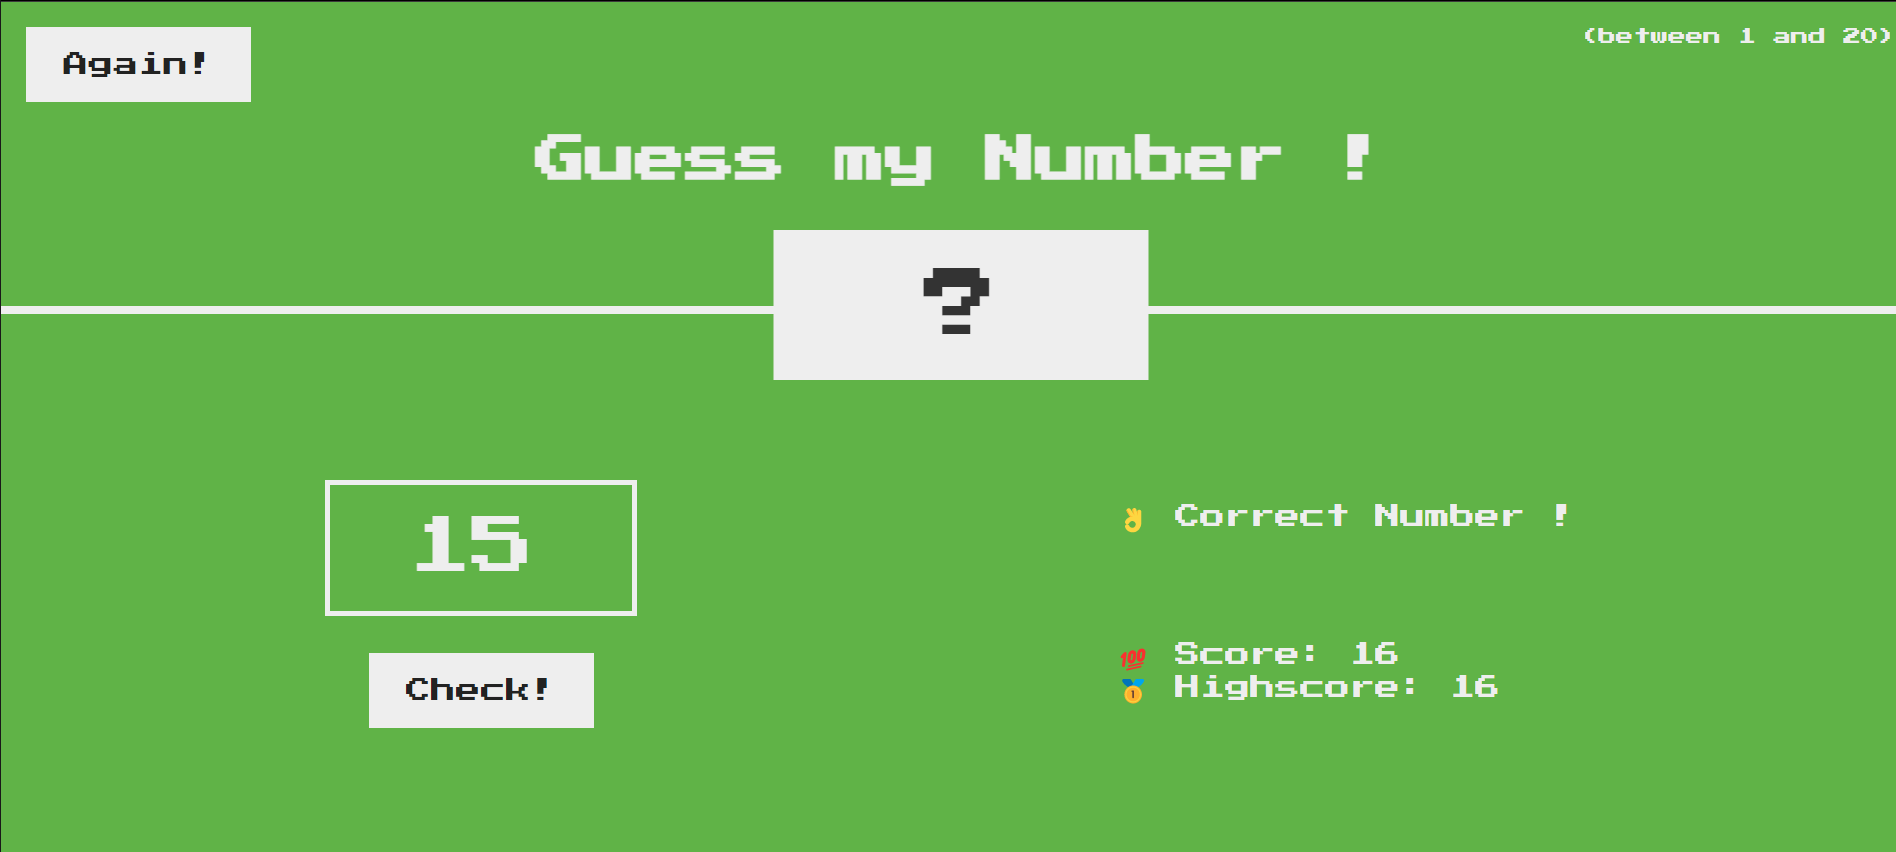 Again!
(between 1 and 20)
Guess my Number !
?
15
Check!
👌 Correct Number !
💯 Score: 16
🥇 Highscore: 16